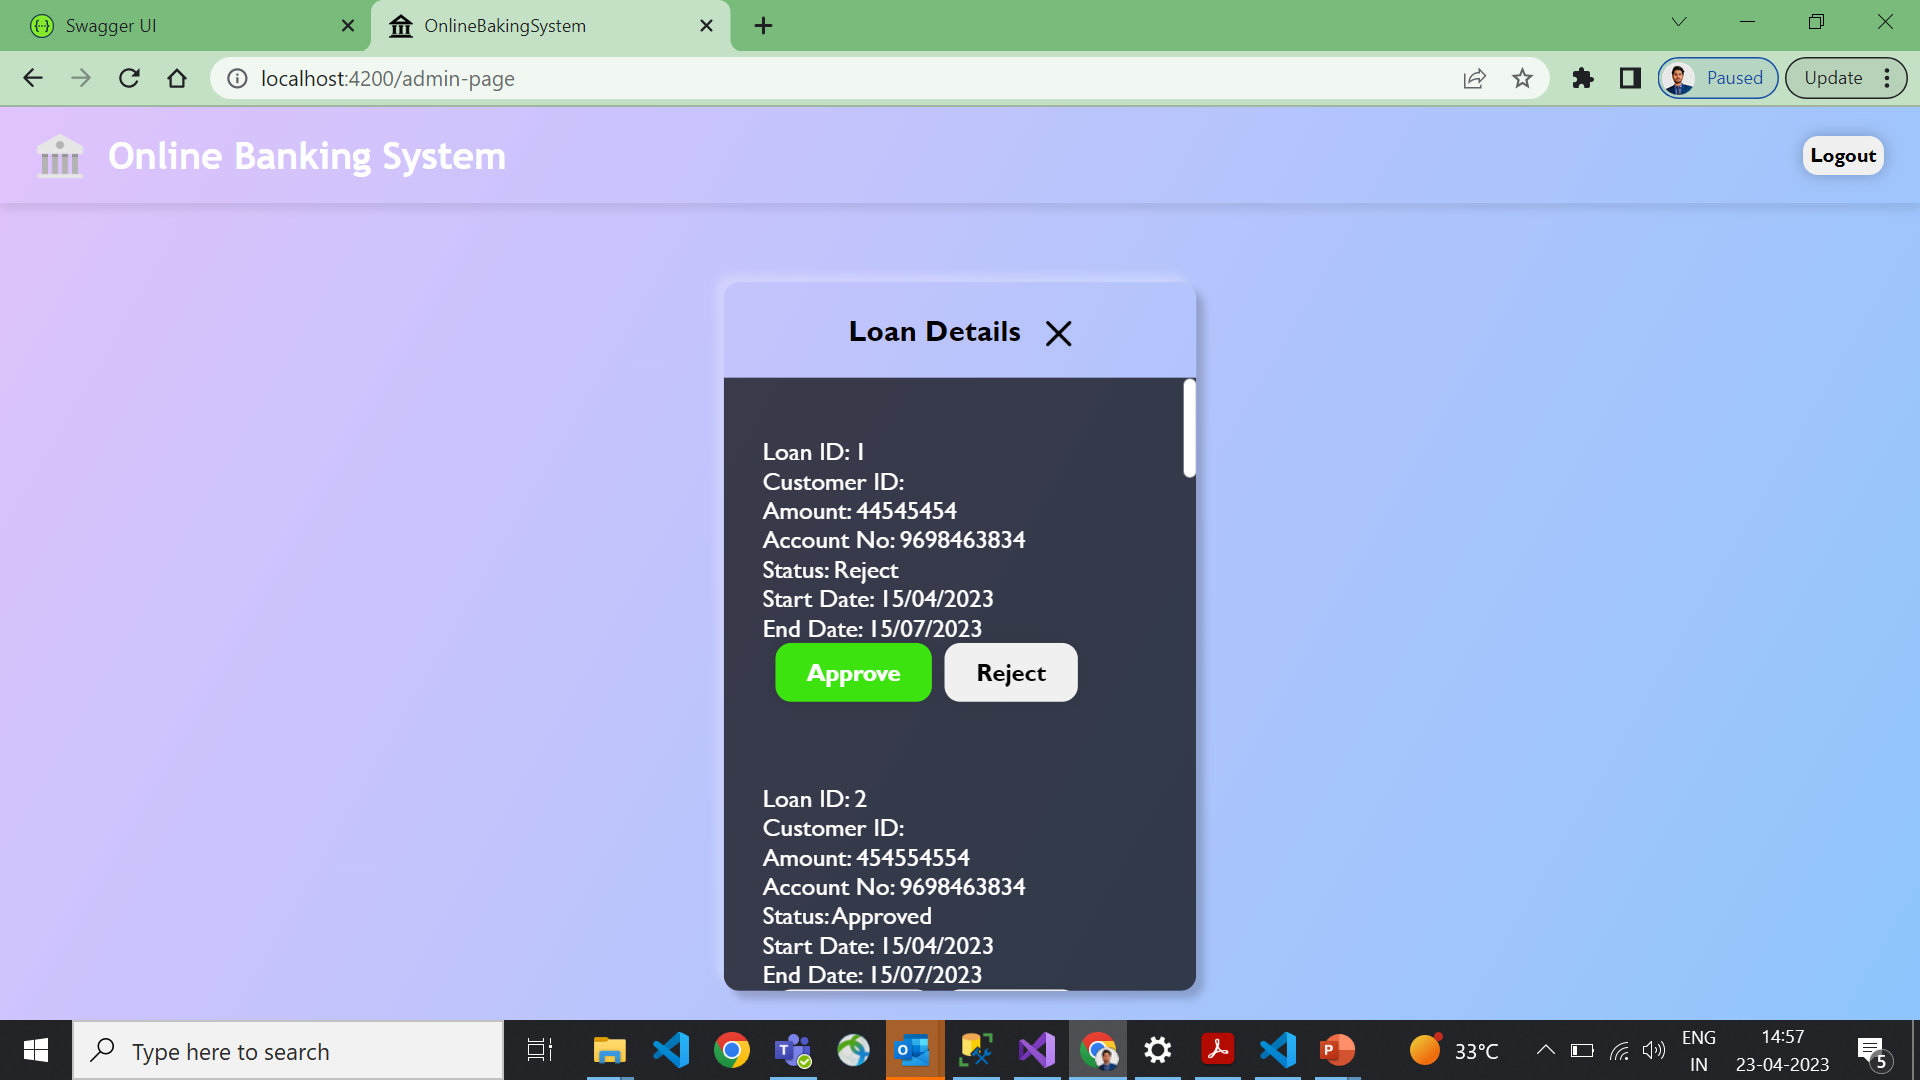 Swagger UI
OnlineBakingSystem
localhost:4200/admin-page
Paused
Update
Online Banking System
Logout
Loan Details
Loan ID: 1
Customer ID:
Amount: 44545454
Account No: 9698463834
Status: Reject
Start Date: 15/04/2023
End Date: 15/07/2023
Approve Reject
Loan ID: 2
Customer ID:
Amount: 454554554
Account No: 9698463834
Status: Approved
Start Date: 15/04/2023
End Date: 15/07/2023
Type here to search
33°C
ENG
IN
14:57
23-04-2023
5